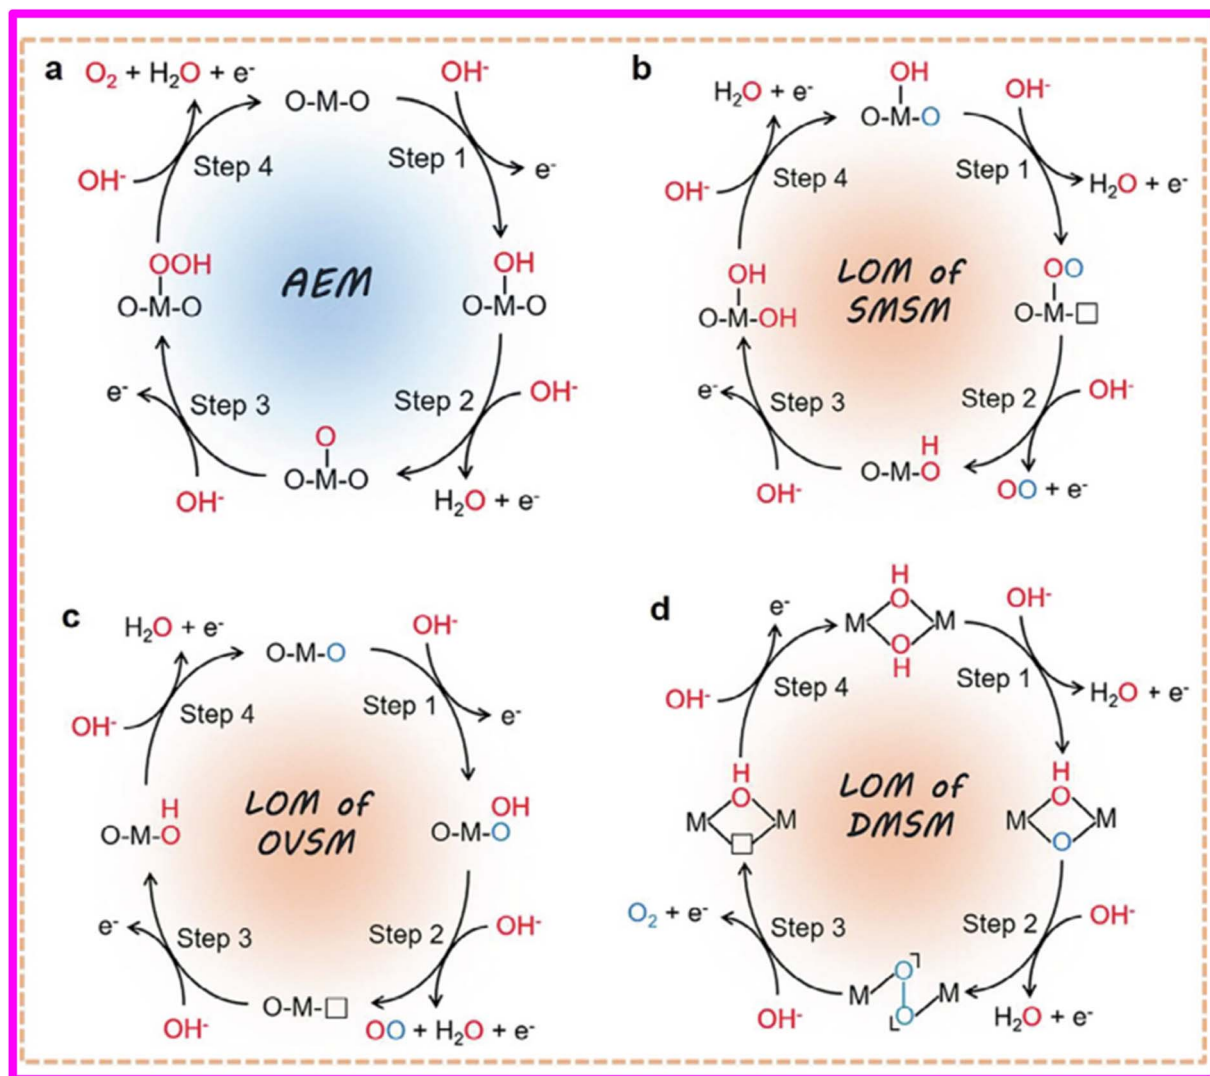 a
O₂ + H₂O + e⁻
O-M-O
OH⁻
Step 4
Step 1
OH⁻
e⁻
OOH
O-M-O
AEM
OH
O-M-O
e⁻
Step 3
Step 2
OH⁻
O
O-M-O
OH⁻
H₂O + e⁻
b
H₂O + e⁻
OH
O-M-O
OH⁻
Step 4
Step 1
OH⁻
H₂O + e⁻
OH
O-M-OH
LOM of
SMSM
OO
O-M-□
e⁻
Step 3
Step 2
OH⁻
H
O-M-O
OH⁻
OO + e⁻
c
H₂O + e⁻
O-M-O
OH⁻
Step 4
Step 1
OH⁻
e⁻
H
O-M-O
LOM of
OVSM
OH
O-M-O
e⁻
Step 3
Step 2
OH⁻
O-M-□
OH⁻
OO + H₂O + e⁻
d
e⁻
H
O
M M
O
H
OH⁻
Step 4
Step 1
OH⁻
H₂O + e⁻
H
O
M M
□
LOM of
DMSM
H
O
M M
O
O₂ + e⁻
Step 3
Step 2
OH⁻
O
M M
O
OH⁻
H₂O + e⁻